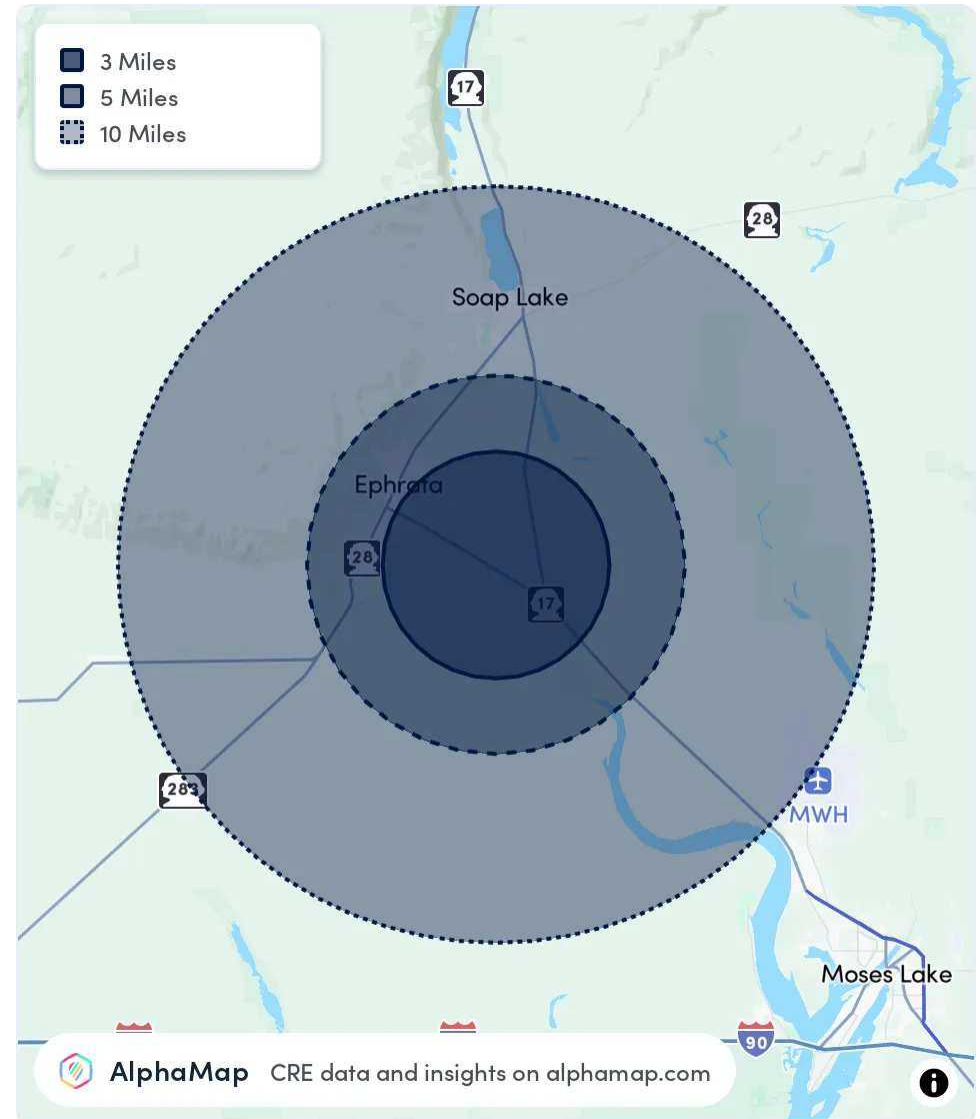 3 Miles
5 Miles
10 Miles
17
28
Soap Lake
Ephrata
28
17
283
MWH
Moses Lake
90
AlphaMap CRE data and insights on alphamap.com